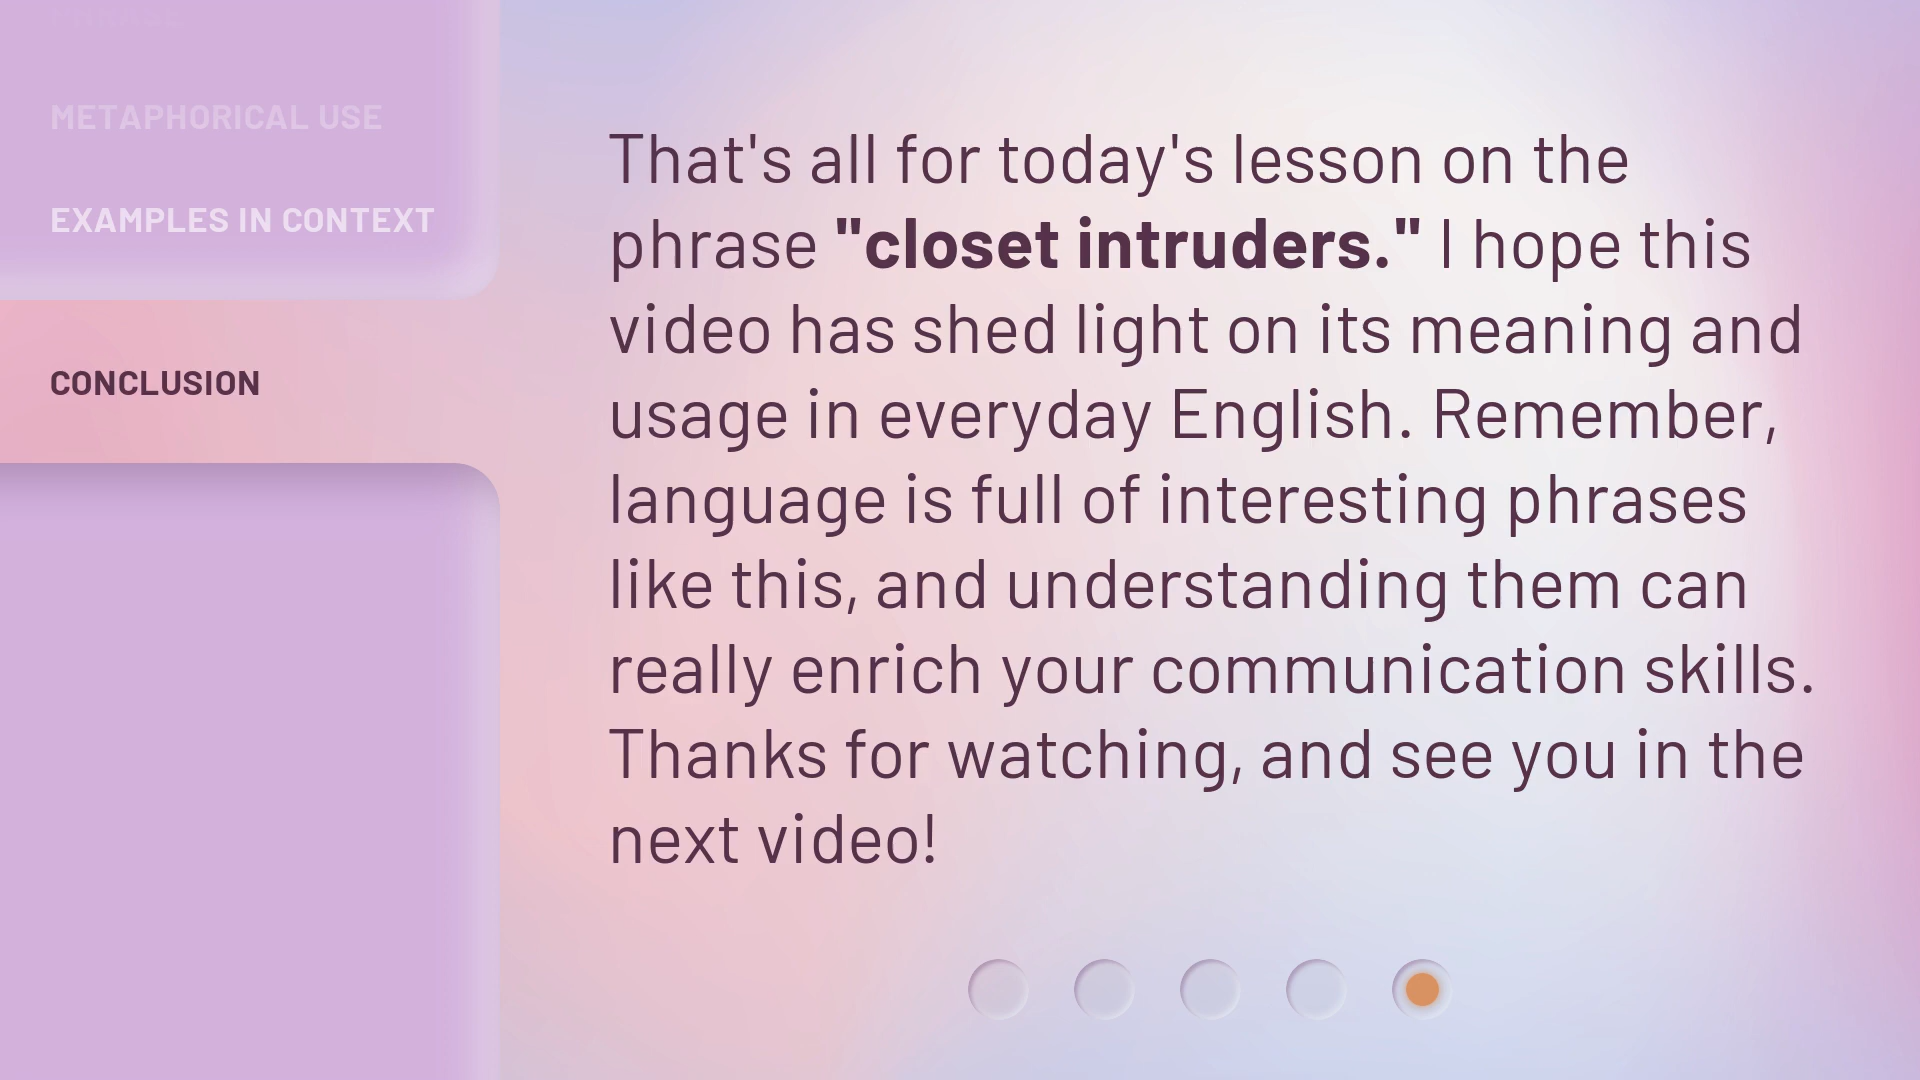 METAPHORICAL USE
EXAMPLES IN CONTEXT
CONCLUSION
That's all for today's lesson on the
phrase "closet intruders." I hope this
video has shed light on its meaning and
usage in everyday English. Remember,
language is full of interesting phrases
like this, and understanding them can
really enrich your communication skills.
Thanks for watching, and see you in the
next video!